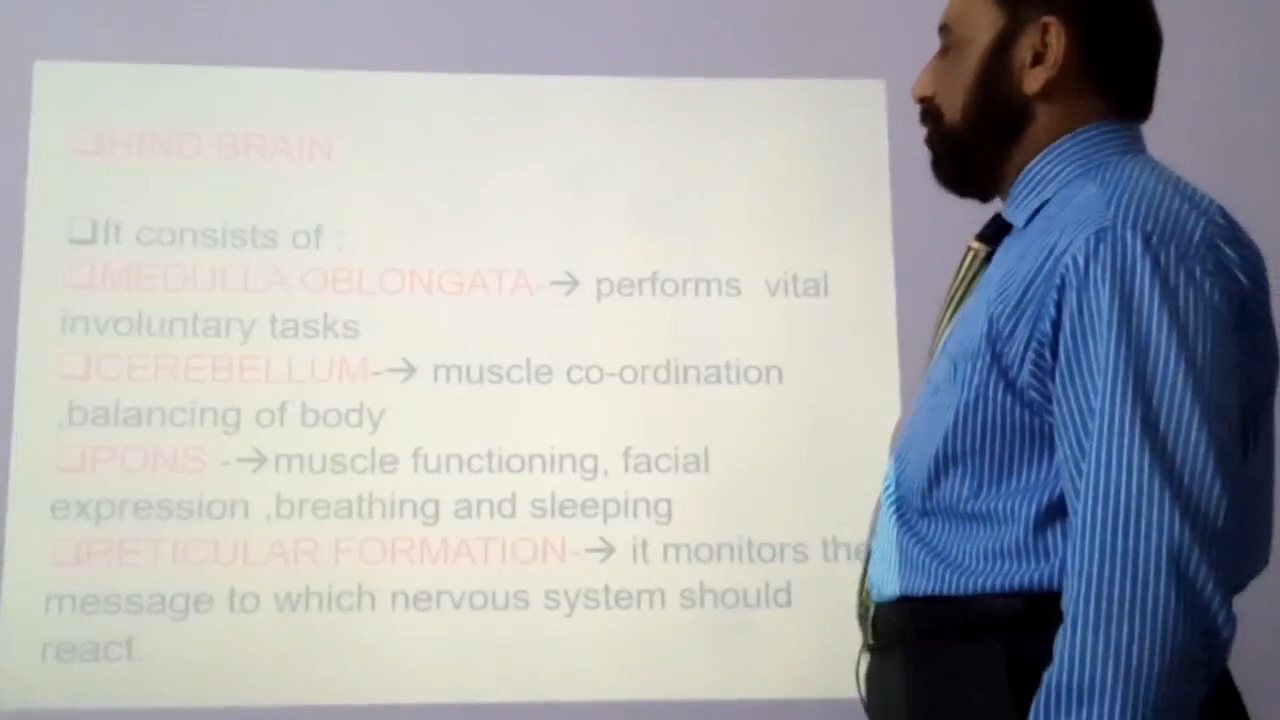 ❑HIND BRAIN
❑It consists of :
❑MEDULLA OBLONGATA-→ performs vital
involuntary tasks
❑CEREBELLUM-→ muscle co-ordination
,balancing of body
❑PONS -→muscle functioning, facial
expression ,breathing and sleeping
❑RETICULAR FORMATION-→ it monitors the
message to which nervous system should
react.